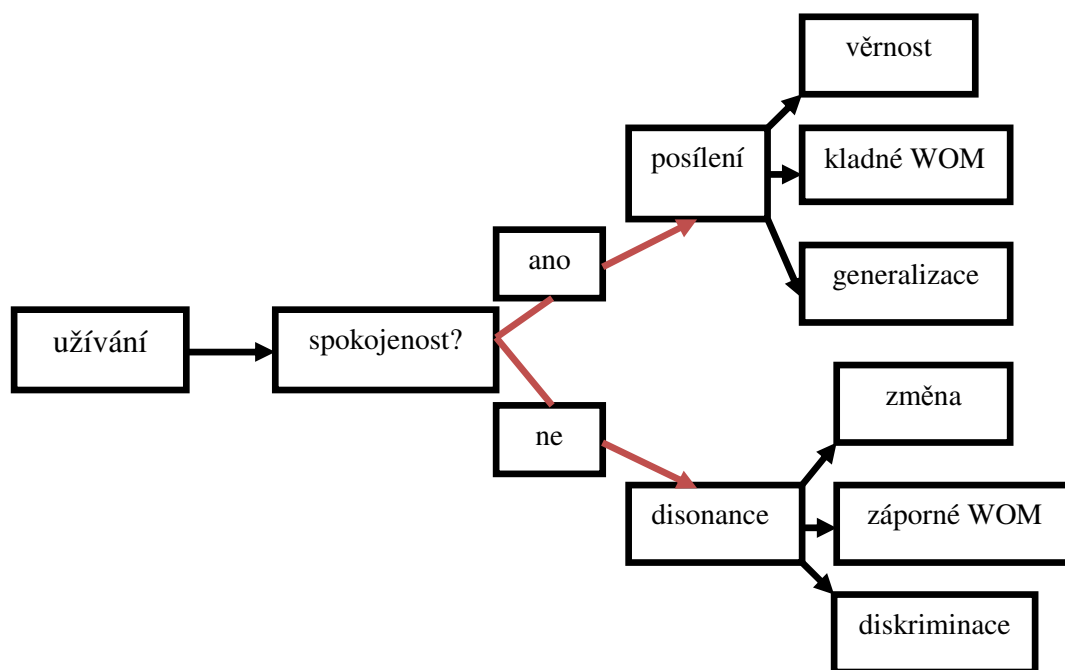 věrnost
posílení
kladné WOM
ano
generalizace
užívání
spokojenost?
změna
ne
disonance
záporné WOM
diskriminace